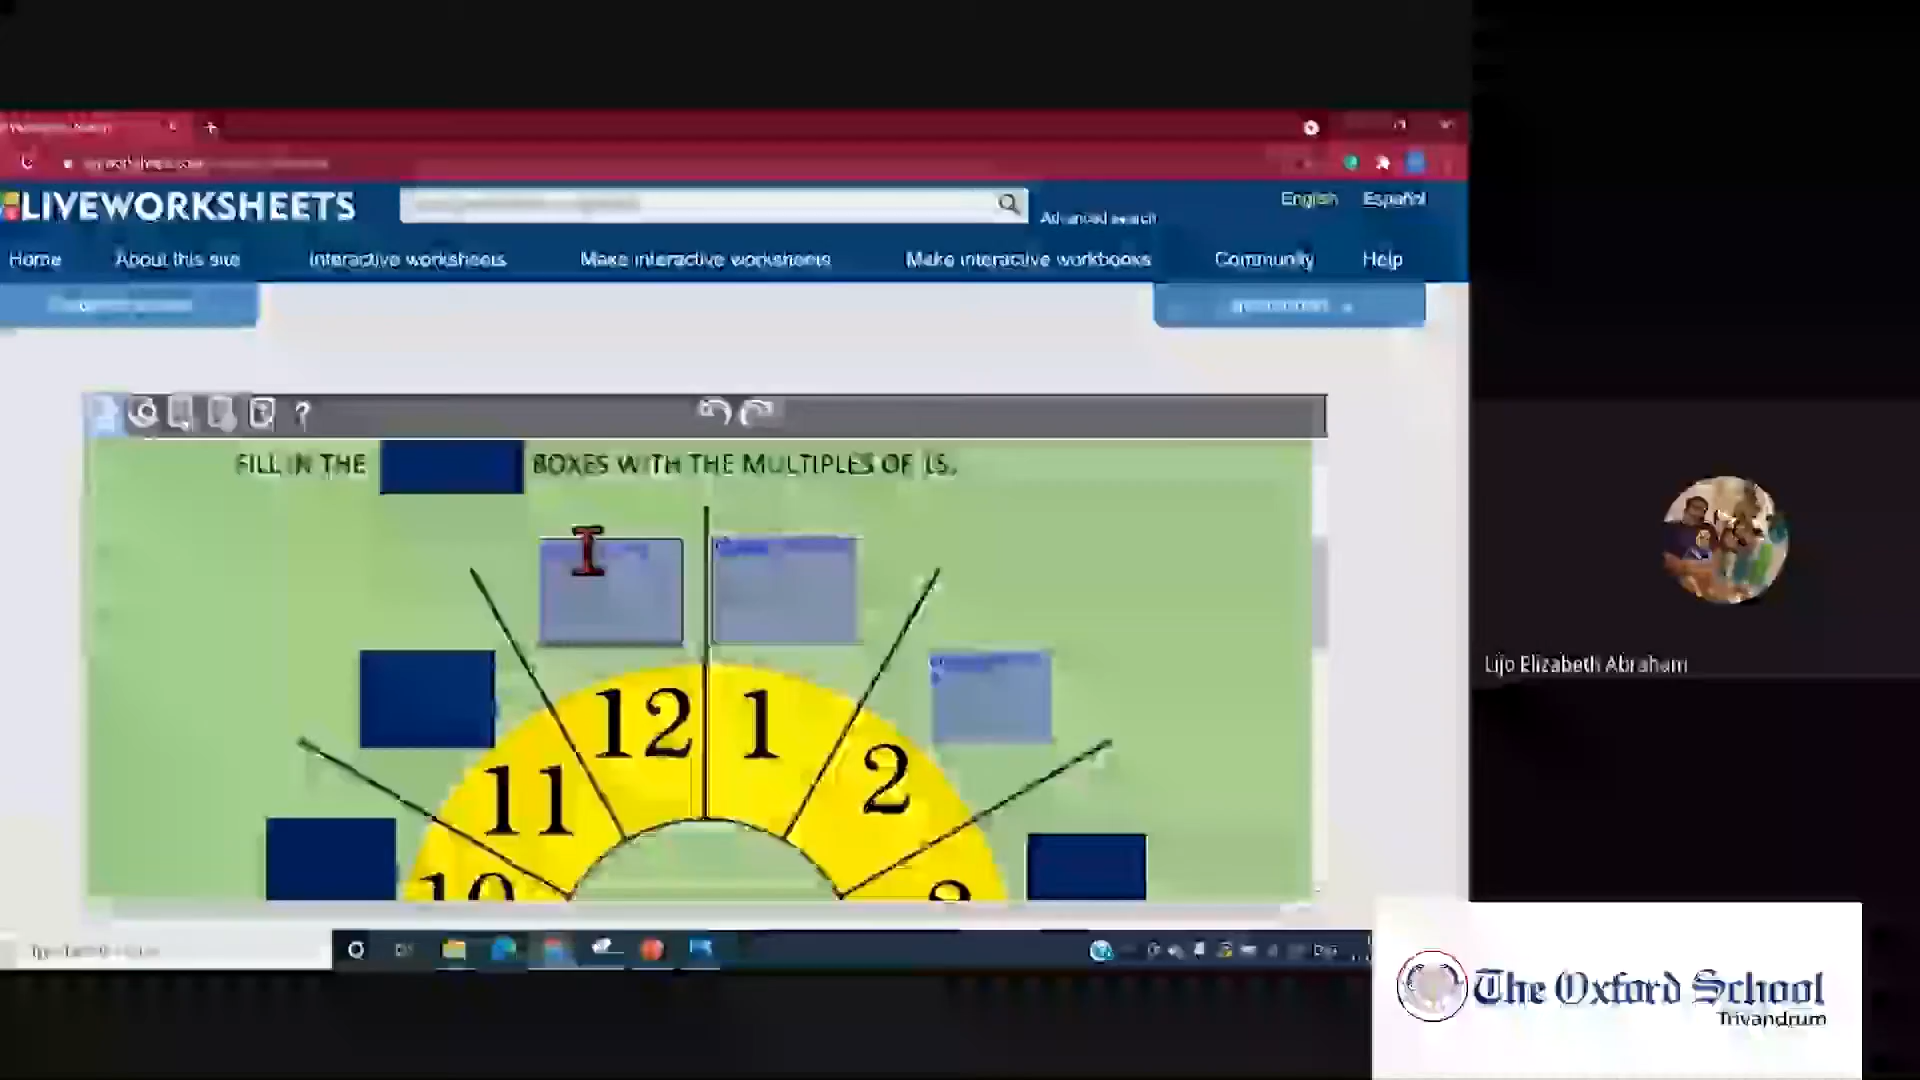 LIVEWORKSHEETS
Advanced search
English Español
Home About this site Interactive worksheets Make interactive worksheets Make interactive workbooks Community Help
?
FILL IN THE BOXES WITH THE MULTIPLES OF 15.
12 1
11 2
10 3
Lijo Elizabeth Abraham
The Oxford School
Trivandrum